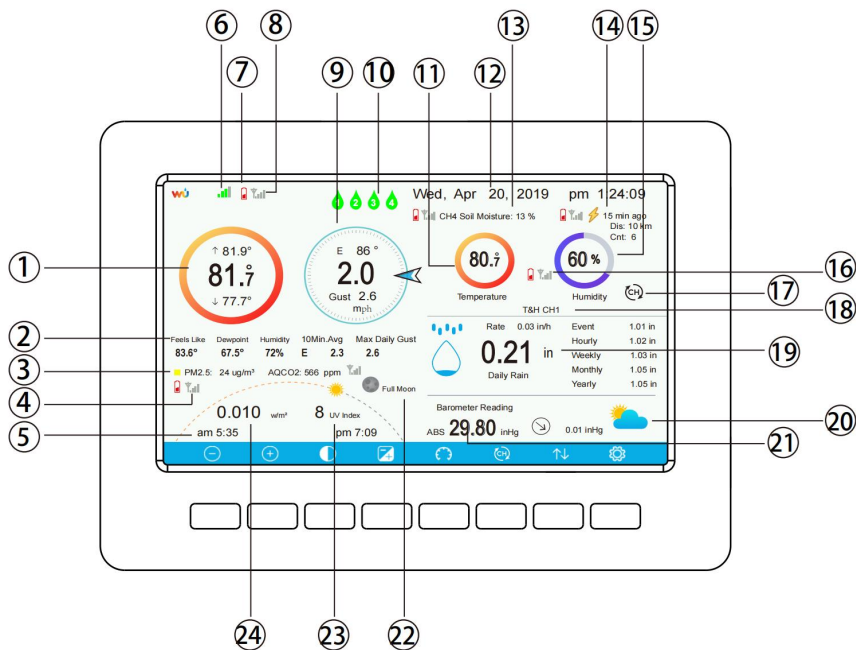 ⑥ ⑧ ⑦ ⑨ ⑩ ⑪ ⑫ ⑬ ⑭ ⑮
wu
1 2 3 4
Wed, Apr 20, 2019 pm 1:24:09
CH4 Soil Moisture: 13 %
15 min ago
Dis: 10 km
Cnt: 6
①
↑ 81.9°
81.7°
↓ 77.7°
E 86 °
2.0
Gust 2.6
mph
80.7°
Temperature
60 %
Humidity
CH
⑯
⑰
T&H CH1
⑱
②
Feels Like Dewpoint Humidity 10Min.Avg Max Daily Gust
83.6° 67.5° 72% E 2.3 2.6
③
PM2.5: 24 ug/m³ AQCO2: 566 ppm
④
Full Moon
Rate 0.03 in/h
0.21 in
Daily Rain
Event 1.01 in
Hourly 1.02 in
Weekly 1.03 in
Monthly 1.05 in
Yearly 1.05 in
⑲
0.010 w/m² 8 UV Index
⑤
am 5:35 pm 7:09
Barometer Reading
ABS 29.80 inHg 0.01 inHg
⑳
㉑
CH
㉔ ㉓ ㉒